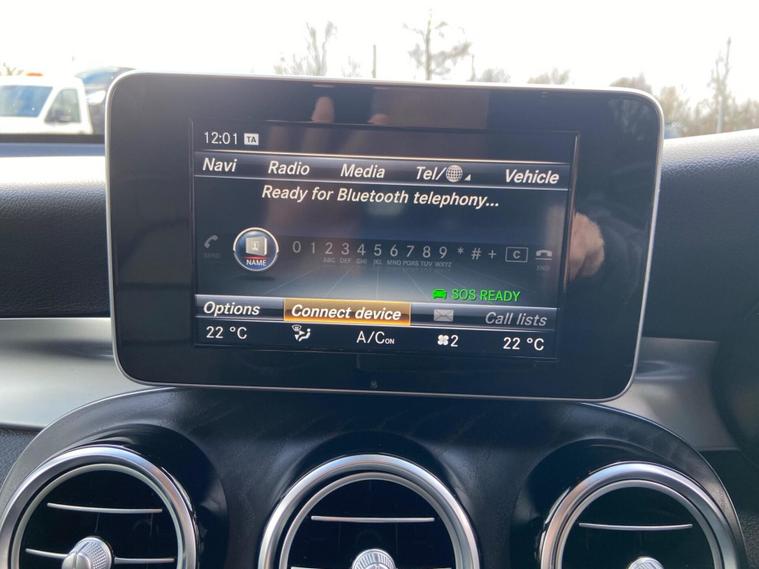 12:01 TA
Navi Radio Media Tel/ Vehicle
Ready for Bluetooth telephony...
SEND NAME 0 1 2 3 4 5 6 7 8 9 * # + C END
ABC DEF GHI JKL MNO PQRS TUV WXYZ
SOS READY
Options Connect device Call lists
22 °C A/C ON 2 22 °C